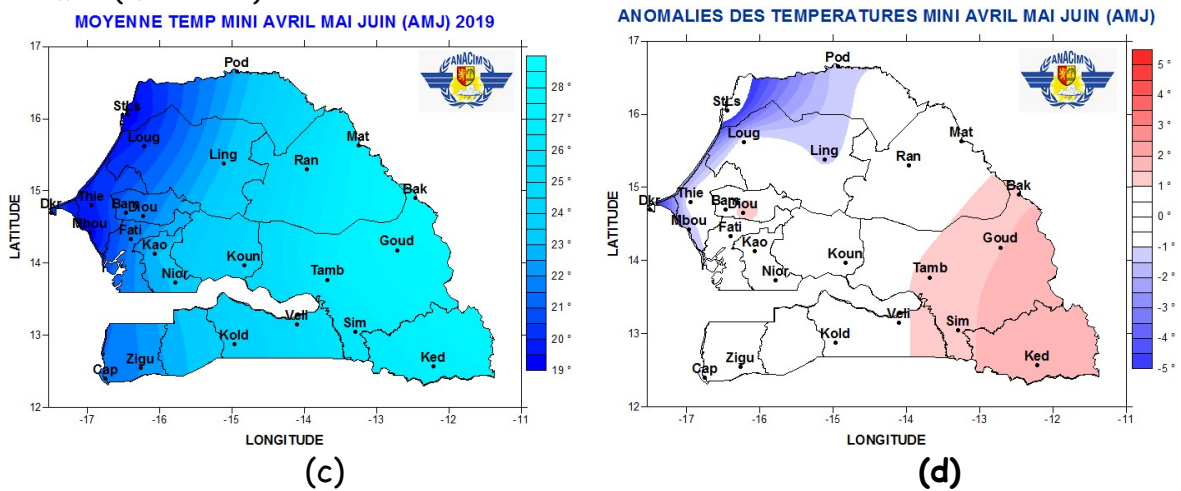 MOYENNE TEMP MINI AVRIL MAI JUIN (AMJ) 2019
ANACIM
17
16
15
14
13
12
LATITUDE
-17
-16
-15
-14
-13
-12
-11
LONGITUDE
Pod
StLs
Loug
Ling
Mat
Ran
Bak
Dkr
Thie
Bam
Diou
Mbou
Fati
Kao
Nior
Koun
Goud
Tamb
Veli
Sim
Kold
Ked
Cap
Zigu
28 °
27 °
26 °
25 °
24 °
23 °
22 °
21 °
20 °
19 °
(c)
ANOMALIES DES TEMPERATURES MINI AVRIL MAI JUIN (AMJ)
ANACIM
17
16
15
14
13
12
LATITUDE
-17
-16
-15
-14
-13
-12
-11
LONGITUDE
Pod
StLs
Loug
Ling
Mat
Ran
Bak
Dkr
Thie
Bam
Diou
Mbou
Fati
Kao
Nior
Koun
Goud
Tamb
Veli
Sim
Kold
Ked
Cap
Zigu
5 °
4 °
3 °
2 °
1 °
0 °
-1 °
-2 °
-3 °
-4 °
-5 °
(d)